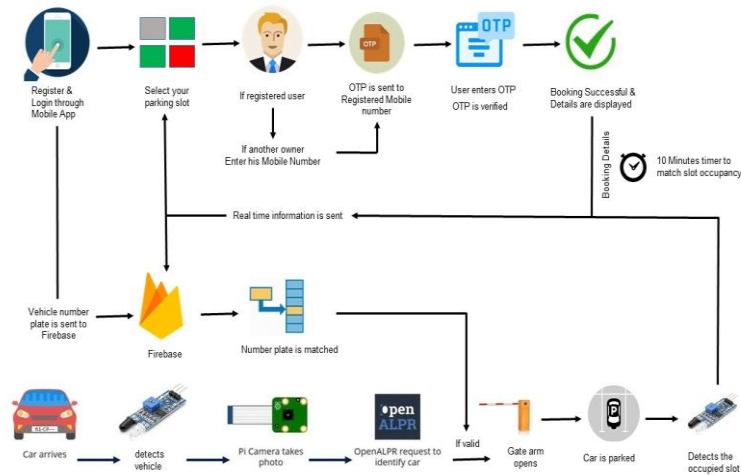 OTP
OTP
Register &
Login through
Mobile App
Select your
parking slot
If registered user
OTP is sent to
Registered Mobile
number
User enters OTP
OTP is verified
Booking Successful &
Details are displayed
If another owner
Enter his Mobile Number
Booking Details
10 Minutes timer to
match slot occupancy
Real time information is sent
Vehicle number
plate is sent to
Firebase
Firebase
Number plate is matched
61-CP—
open
ALPR
P
Car arrives
detects
vehicle
Pi Camera takes
photo
OpenALPR request to
identify car
If valid
Gate arm
opens
Car is parked
Detects the
occupied slot